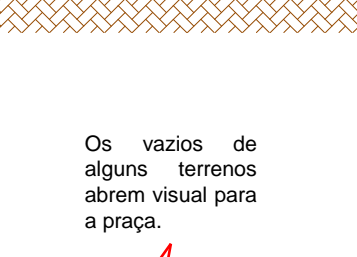 Os vazios de
alguns terrenos
abrem visual para
a praça.